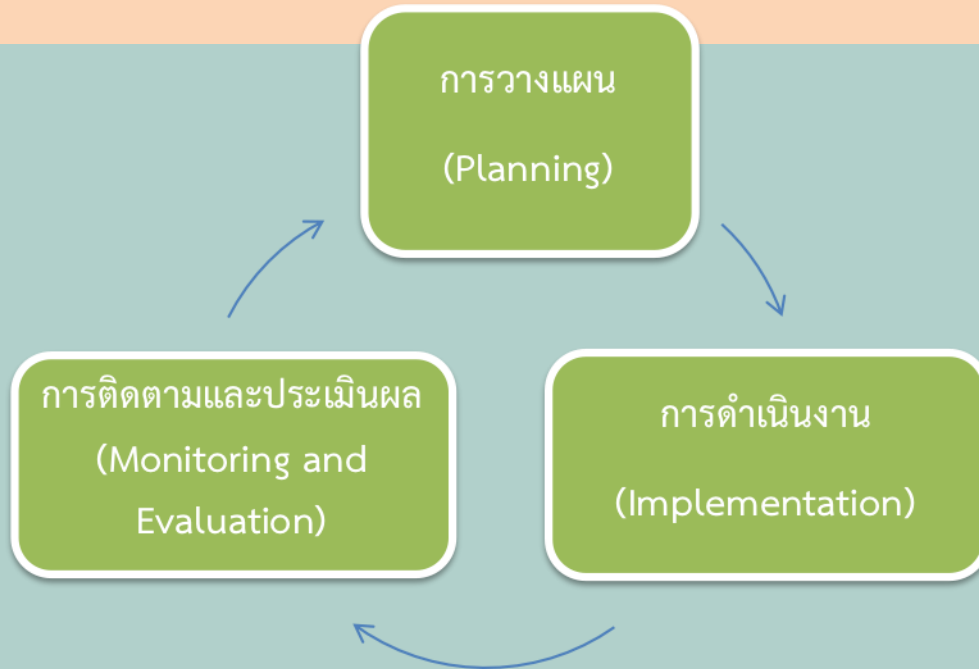 การวางแผน
(Planning)
การติดตามและประเมินผล
(Monitoring and
Evaluation)
การดำเนินงาน
(Implementation)